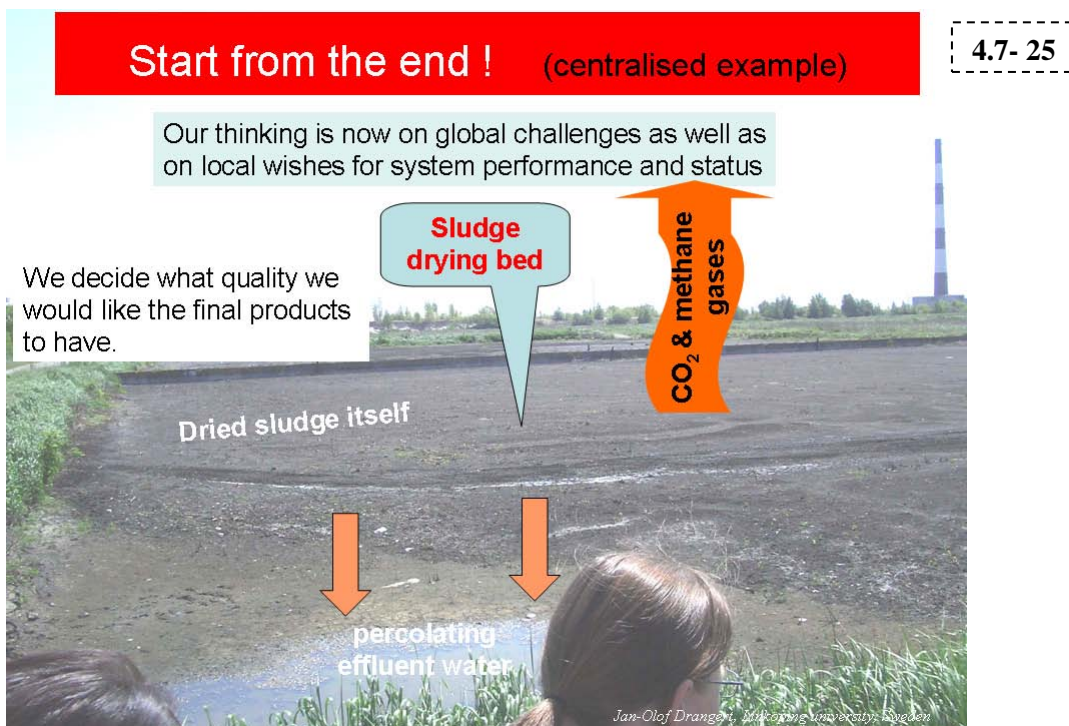 Start from the end ! (centralised example)
4.7- 25
Our thinking is now on global challenges as well as
on local wishes for system performance and status
Sludge
drying bed
We decide what quality we
would like the final products
to have.
CO₂ & methane
gases
Dried sludge itself
percolating
effluent water
Jan-Olof Drangert, Linköping university, Sweden